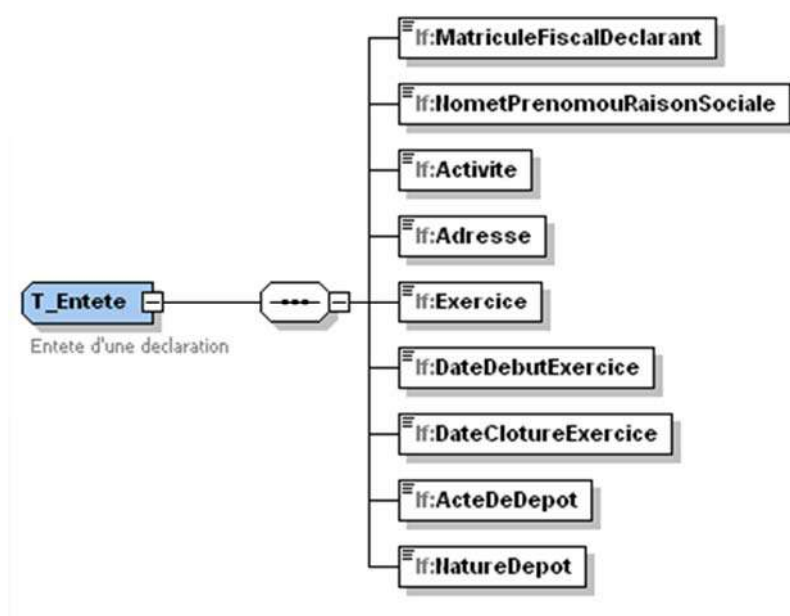 lf:MatriculeFiscalDeclarant
lf:NometPrenomouRaisonSociale
lf:Activite
lf:Adresse
T_Entete
Entete d'une declaration
lf:Exercice
lf:DateDebutExercice
lf:DateClotureExercice
lf:ActeDeDepot
lf:NatureDepot